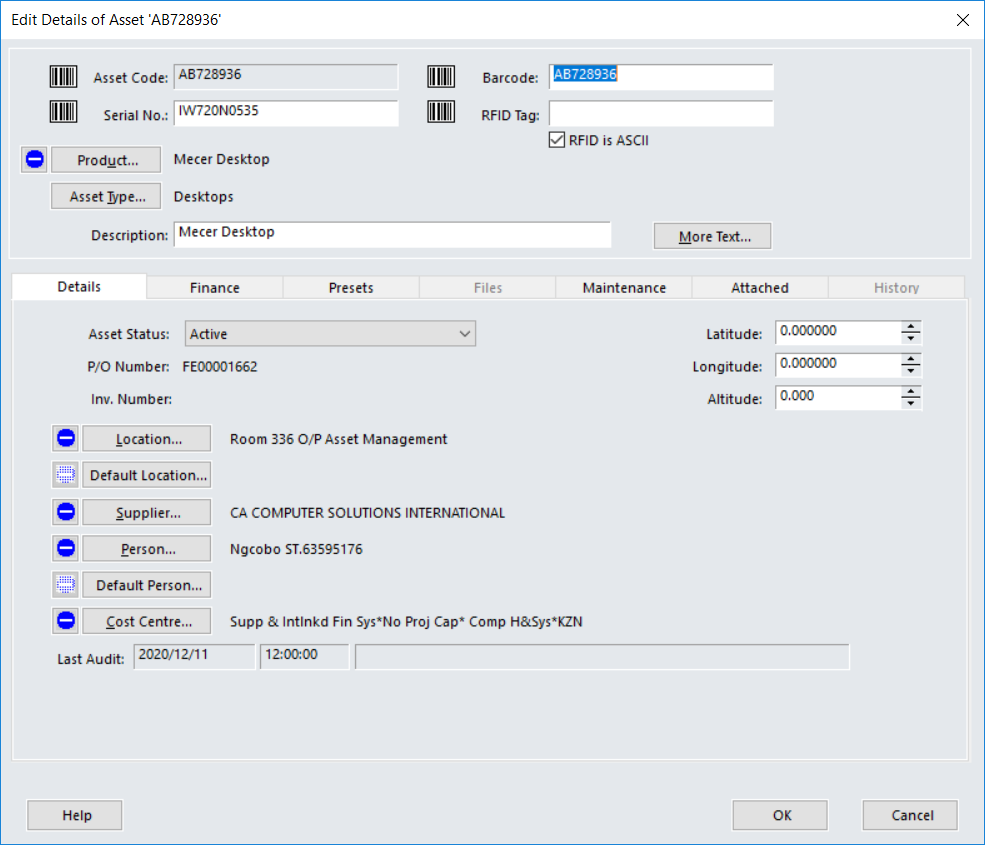 Edit Details of Asset 'AB728936'
Asset Code: AB728936 Barcode: AB728936
Serial No.: IW720N0535 RFID Tag:
RFID is ASCII
Product... Mecer Desktop
Asset Type... Desktops
Description: Mecer Desktop More Text...
Details Finance Presets Files Maintenance Attached History
Asset Status: Active Latitude: 0.000000
P/O Number: FE00001662 Longitude: 0.000000
Inv. Number: Altitude: 0.000
Location... Room 336 O/P Asset Management
Default Location...
Supplier... CA COMPUTER SOLUTIONS INTERNATIONAL
Person... Ngcobo ST.63595176
Default Person...
Cost Centre... Supp & Intlnkd Fin Sys*No Proj Cap* Comp H&Sys*KZN
Last Audit: 2020/12/11 12:00:00
Help OK Cancel